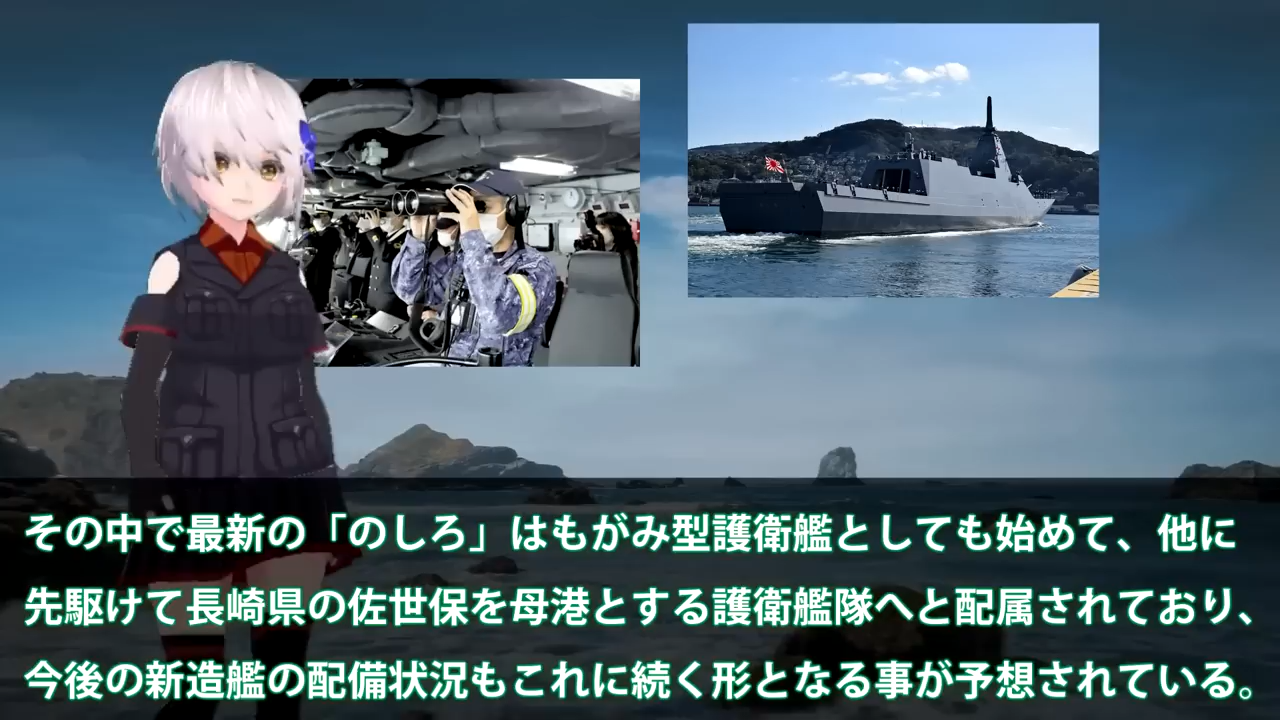 その中で最新の「のしろ」はもがみ型護衛艦としても始めて、他に
先駆けて長崎県の佐世保を母港とする護衛艦隊へと配属されており、
今後の新造艦の配備状況もこれに続く形となる事が予想されている。